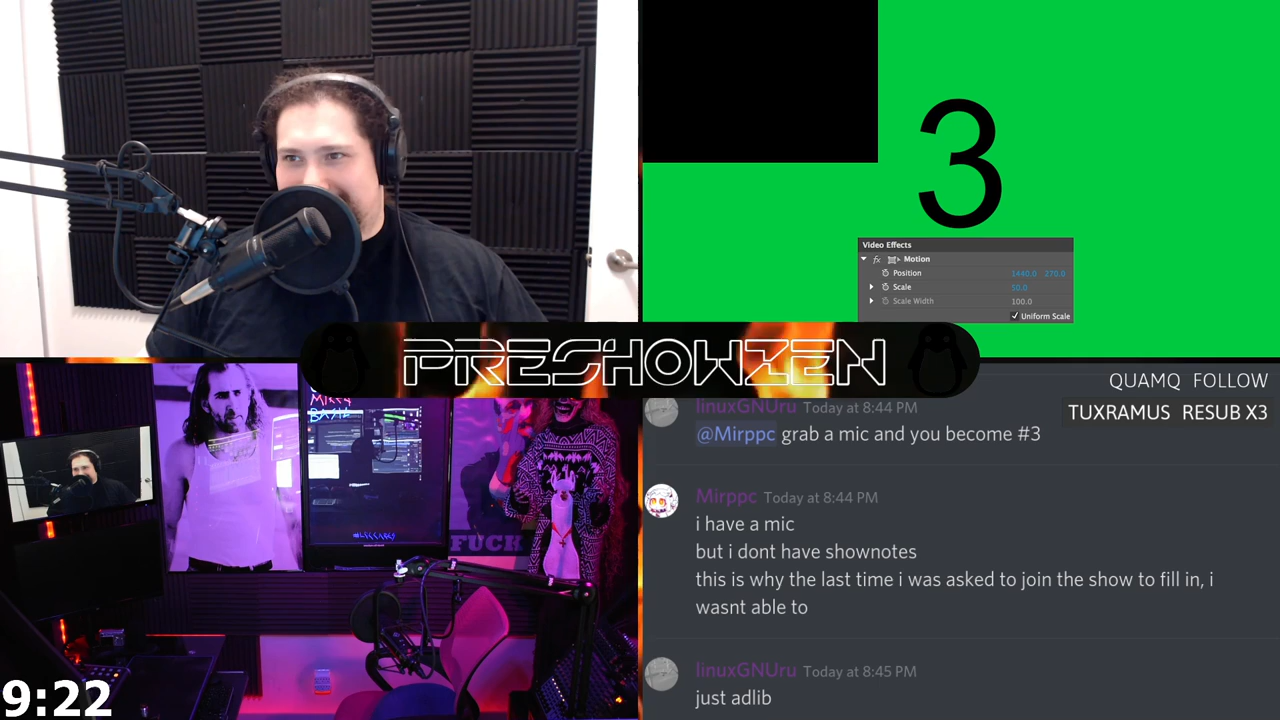 3
Video Effects
fx Motion
Position 1440.0 270.0
Scale 50.0
Scale Width 100.0
Uniform Scale
PRESHOWZEN
QUAMQ FOLLOW
TUXRAMUS RESUB X3
linuxGNUru Today at 8:44 PM
@Mirppc grab a mic and you become #3
Mirppc Today at 8:44 PM
i have a mic
but i dont have shownotes
this is why the last time i was asked to join the show to fill in, i
wasnt able to
linuxGNUru Today at 8:45 PM
just adlib
BASIL
FUCK
9:22